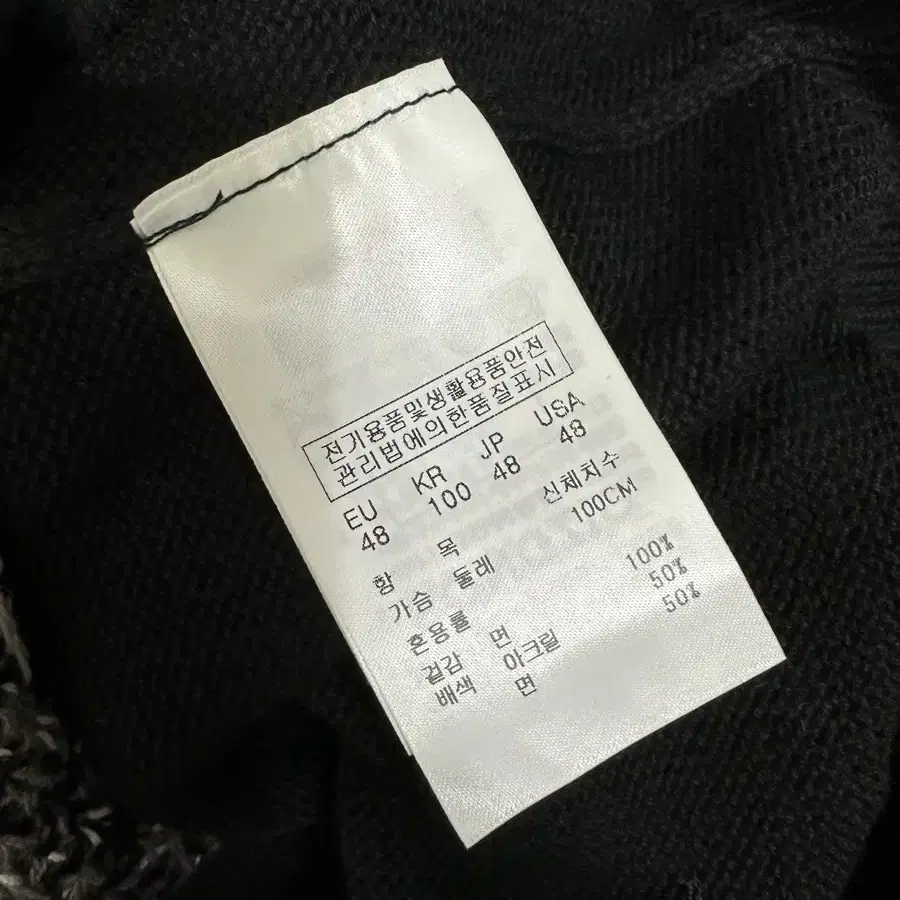 전기용품및생활용품안전
관리법에의한품질표시
EU KR JP USA
48 100 48 48
항 목 신체치수
가슴 둘레 100CM
혼용률
겉감 면 100%
배색 아크릴 50%
면 50%